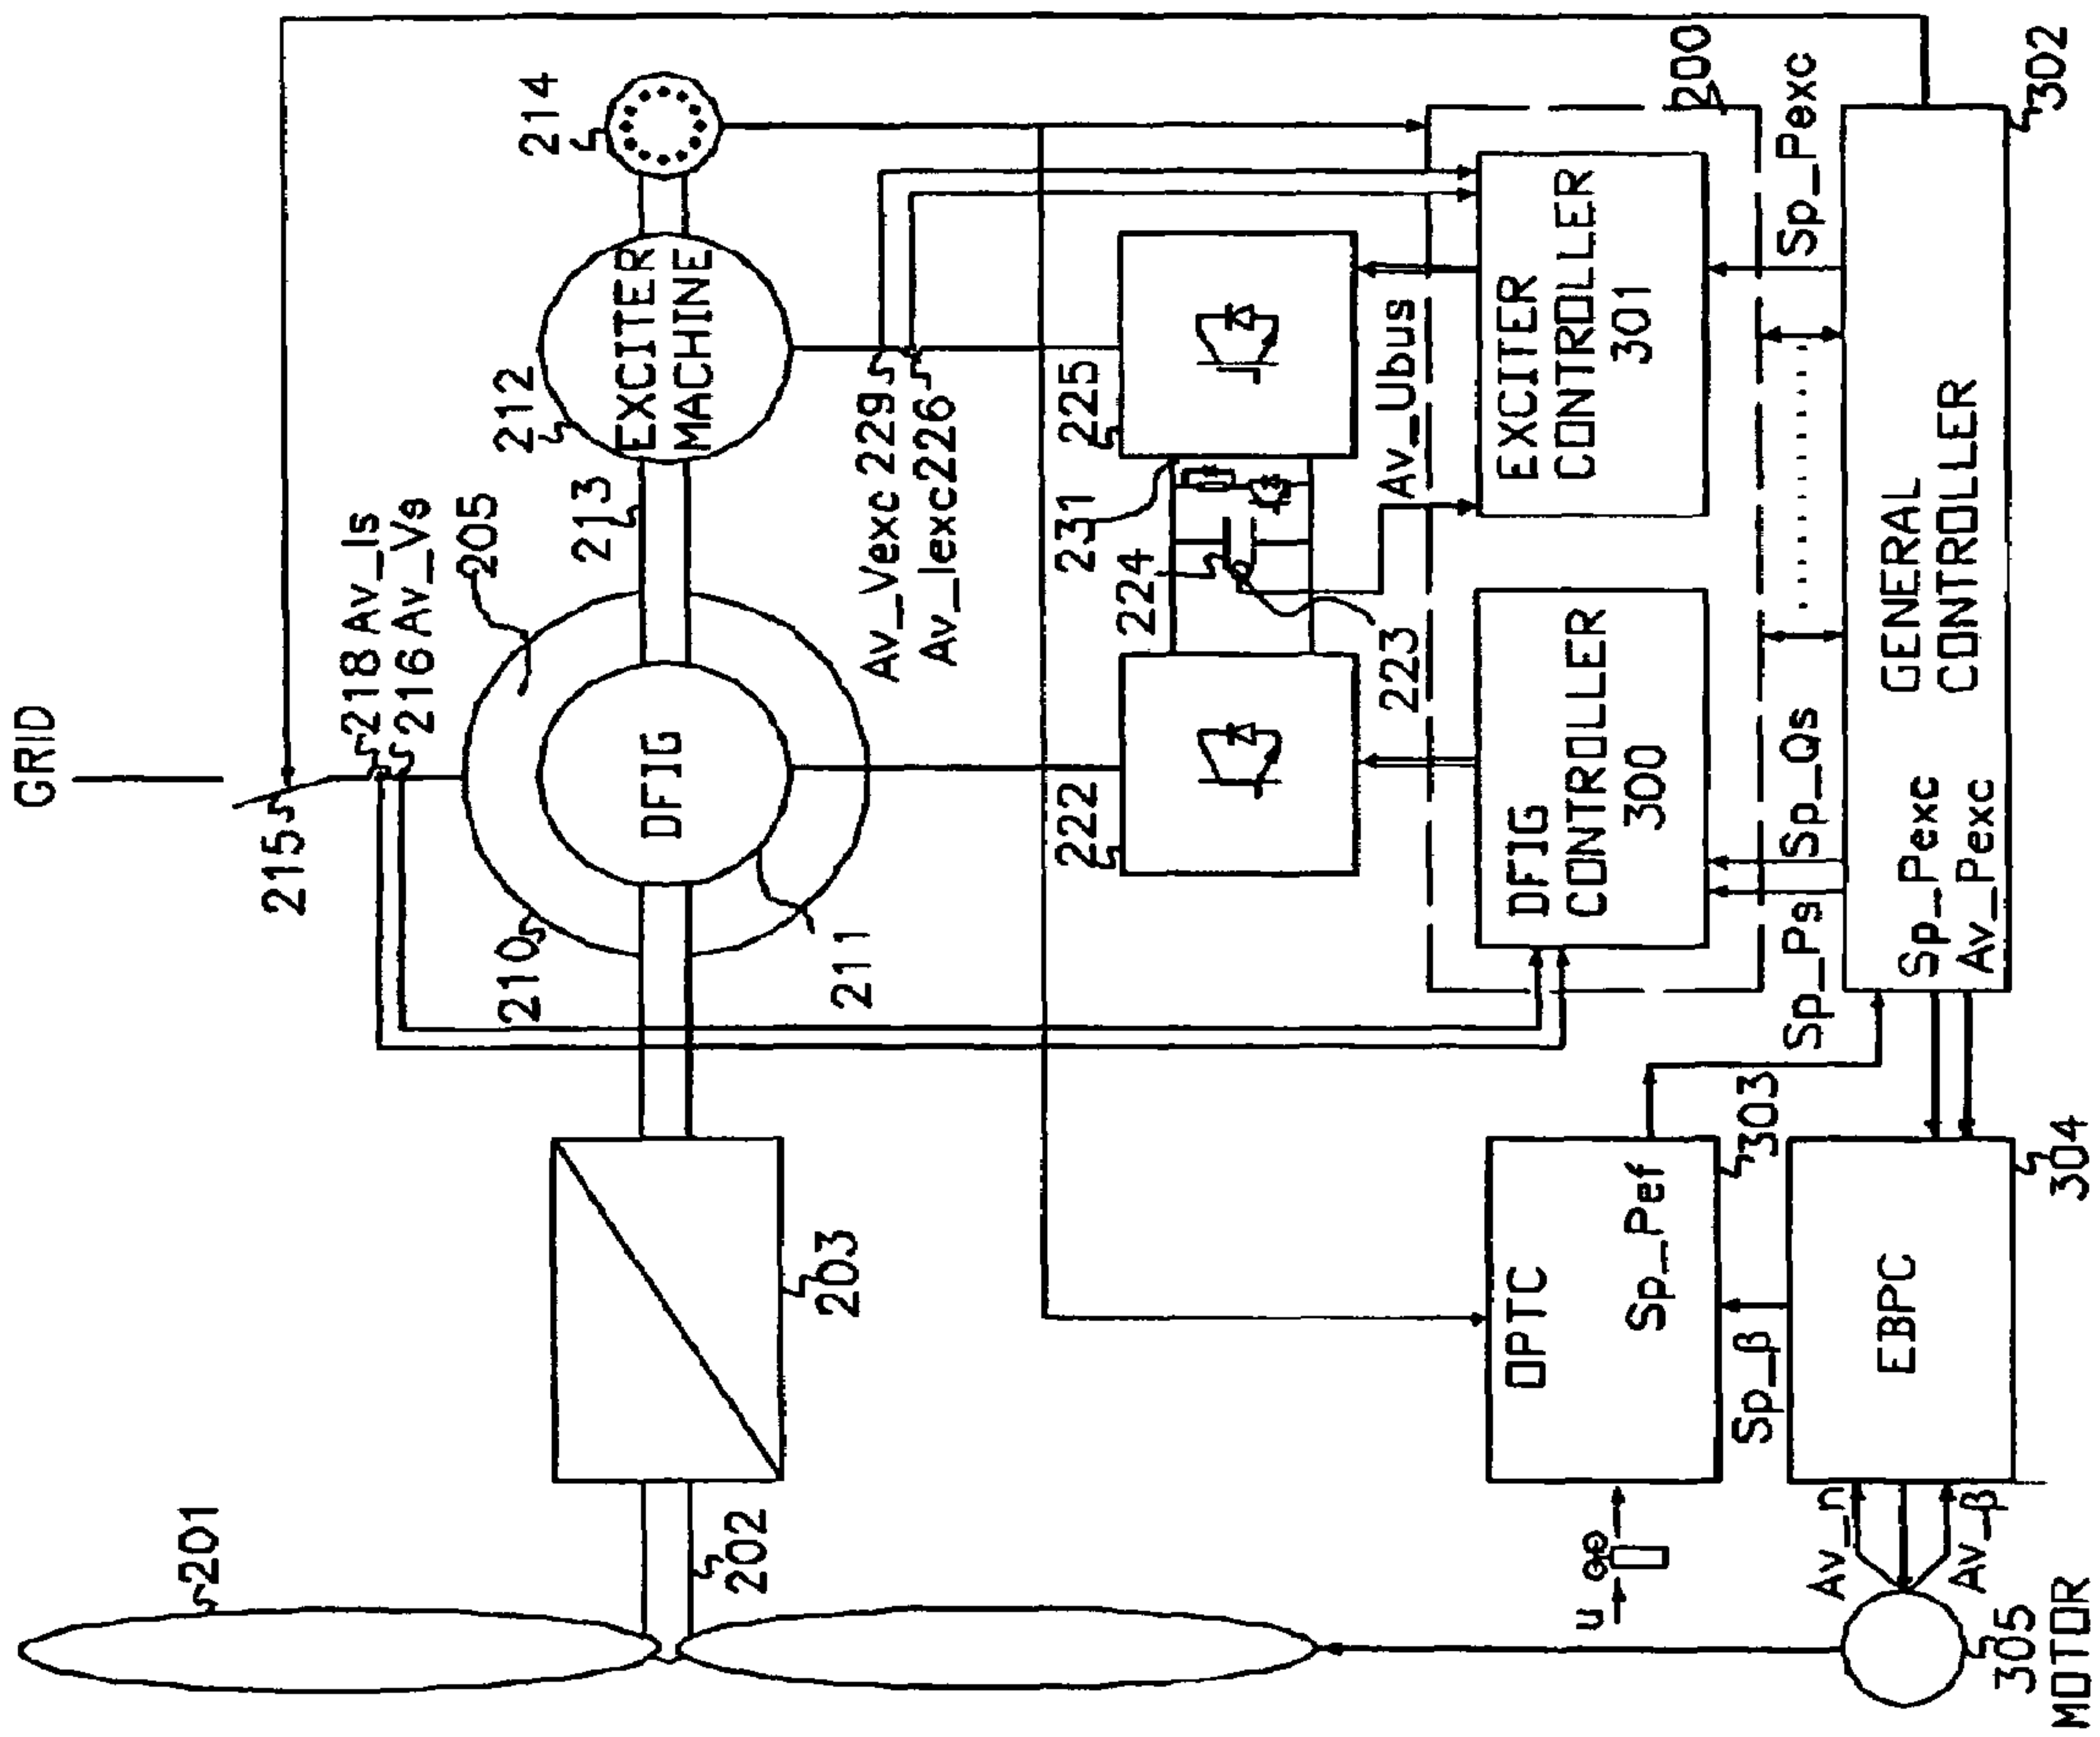 GRID
201
202
203
210
211
205
215
218 Av_Is
216 Av_Vs
DFIG
213
212
EXCITER
MACHINE
214
Av_Vexc 229
Av_Iexc 226
222
224
231
223
225
Av_Ubus
200
DFIG
CONTROLLER
300
EXCITER
CONTROLLER
301
Sp_Ps
Sp_Qs
Sp_Pexc
GENERAL
CONTROLLER
302
Sp_Pexc
Av_Pexc
OPTC
Sp_Pef
303
Sp_β
EBPC
304
u
Av_n
Av_β
305
MOTOR